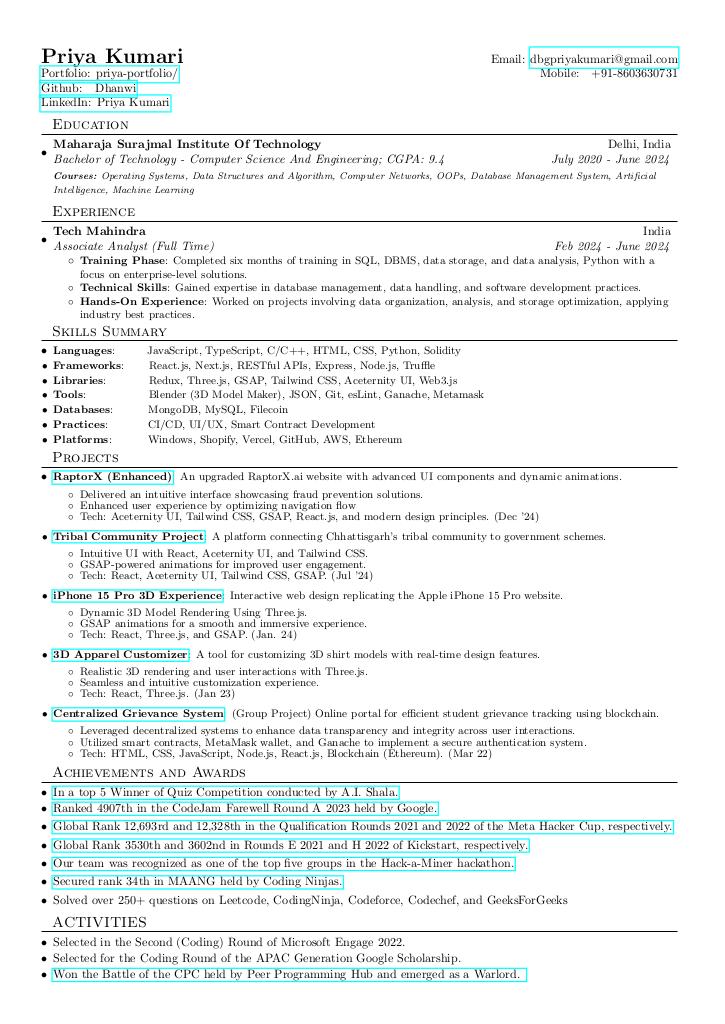 Priya Kumari
Email: dbgpriyakumari@gmail.com
Portfolio: priya-portfolio/
Mobile: +91-8603630731
Github: Dhanwi
LinkedIn: Priya Kumari
Education
Maharaja Surajmal Institute Of Technology Delhi, India
• Bachelor of Technology - Computer Science And Engineering; CGPA: 9.4 July 2020 - June 2024
Courses: Operating Systems, Data Structures and Algorithm, Computer Networks, OOPs, Database Management System, Artificial
Intelligence, Machine Learning
Experience
Tech Mahindra India
• Associate Analyst (Full Time) Feb 2024 - June 2024
◦ Training Phase: Completed six months of training in SQL, DBMS, data storage, and data analysis, Python with a
focus on enterprise-level solutions.
◦ Technical Skills: Gained expertise in database management, data handling, and software development practices.
◦ Hands-On Experience: Worked on projects involving data organization, analysis, and storage optimization, applying
industry best practices.
Skills Summary
• Languages: JavaScript, TypeScript, C/C++, HTML, CSS, Python, Solidity
• Frameworks: React.js, Next.js, RESTful APIs, Express, Node.js, Truffle
• Libraries: Redux, Three.js, GSAP, Tailwind CSS, Aceternity UI, Web3.js
• Tools: Blender (3D Model Maker), JSON, Git, esLint, Ganache, Metamask
• Databases: MongoDB, MySQL, Filecoin
• Practices: CI/CD, UI/UX, Smart Contract Development
• Platforms: Windows, Shopify, Vercel, GitHub, AWS, Ethereum
Projects
• RaptorX (Enhanced) An upgraded RaptorX.ai website with advanced UI components and dynamic animations.
◦ Delivered an intuitive interface showcasing fraud prevention solutions.
◦ Enhanced user experience by optimizing navigation flow
◦ Tech: Aceternity UI, Tailwind CSS, GSAP, React.js, and modern design principles. (Dec '24)
• Tribal Community Project: A platform connecting Chhattisgarh's tribal community to government schemes.
◦ Intuitive UI with React, Aceternity UI, and Tailwind CSS.
◦ GSAP-powered animations for improved user engagement.
◦ Tech: React, Aceternity UI, Tailwind CSS, GSAP. (Jul '24)
• iPhone 15 Pro 3D Experience: Interactive web design replicating the Apple iPhone 15 Pro website.
◦ Dynamic 3D Model Rendering Using Three.js.
◦ GSAP animations for a smooth and immersive experience.
◦ Tech: React, Three.js, and GSAP. (Jan. 24)
• 3D Apparel Customizer: A tool for customizing 3D shirt models with real-time design features.
◦ Realistic 3D rendering and user interactions with Three.js.
◦ Seamless and intuitive customization experience.
◦ Tech: React, Three.js. (Jan 23)
• Centralized Grievance System (Group Project) Online portal for efficient student grievance tracking using blockchain.
◦ Leveraged decentralized systems to enhance data transparency and integrity across user interactions.
◦ Utilized smart contracts, MetaMask wallet, and Ganache to implement a secure authentication system.
◦ Tech: HTML, CSS, JavaScript, Node.js, React.js, Blockchain (Ethereum). (Mar 22)
Achievements and Awards
• In a top 5 Winner of Quiz Competition conducted by A.I. Shala.
• Ranked 4907th in the CodeJam Farewell Round A 2023 held by Google.
• Global Rank 12,693rd and 12,328th in the Qualification Rounds 2021 and 2022 of the Meta Hacker Cup, respectively.
• Global Rank 3530th and 3602nd in Rounds E 2021 and H 2022 of Kickstart, respectively.
• Our team was recognized as one of the top five groups in the Hack-a-Miner hackathon.
• Secured rank 34th in MAANG held by Coding Ninjas.
• Solved over 250+ questions on Leetcode, CodingNinja, Codeforce, Codechef, and GeeksForGeeks
ACTIVITIES
• Selected in the Second (Coding) Round of Microsoft Engage 2022.
• Selected for the Coding Round of the APAC Generation Google Scholarship.
• Won the Battle of the CPC held by Peer Programming Hub and emerged as a Warlord.